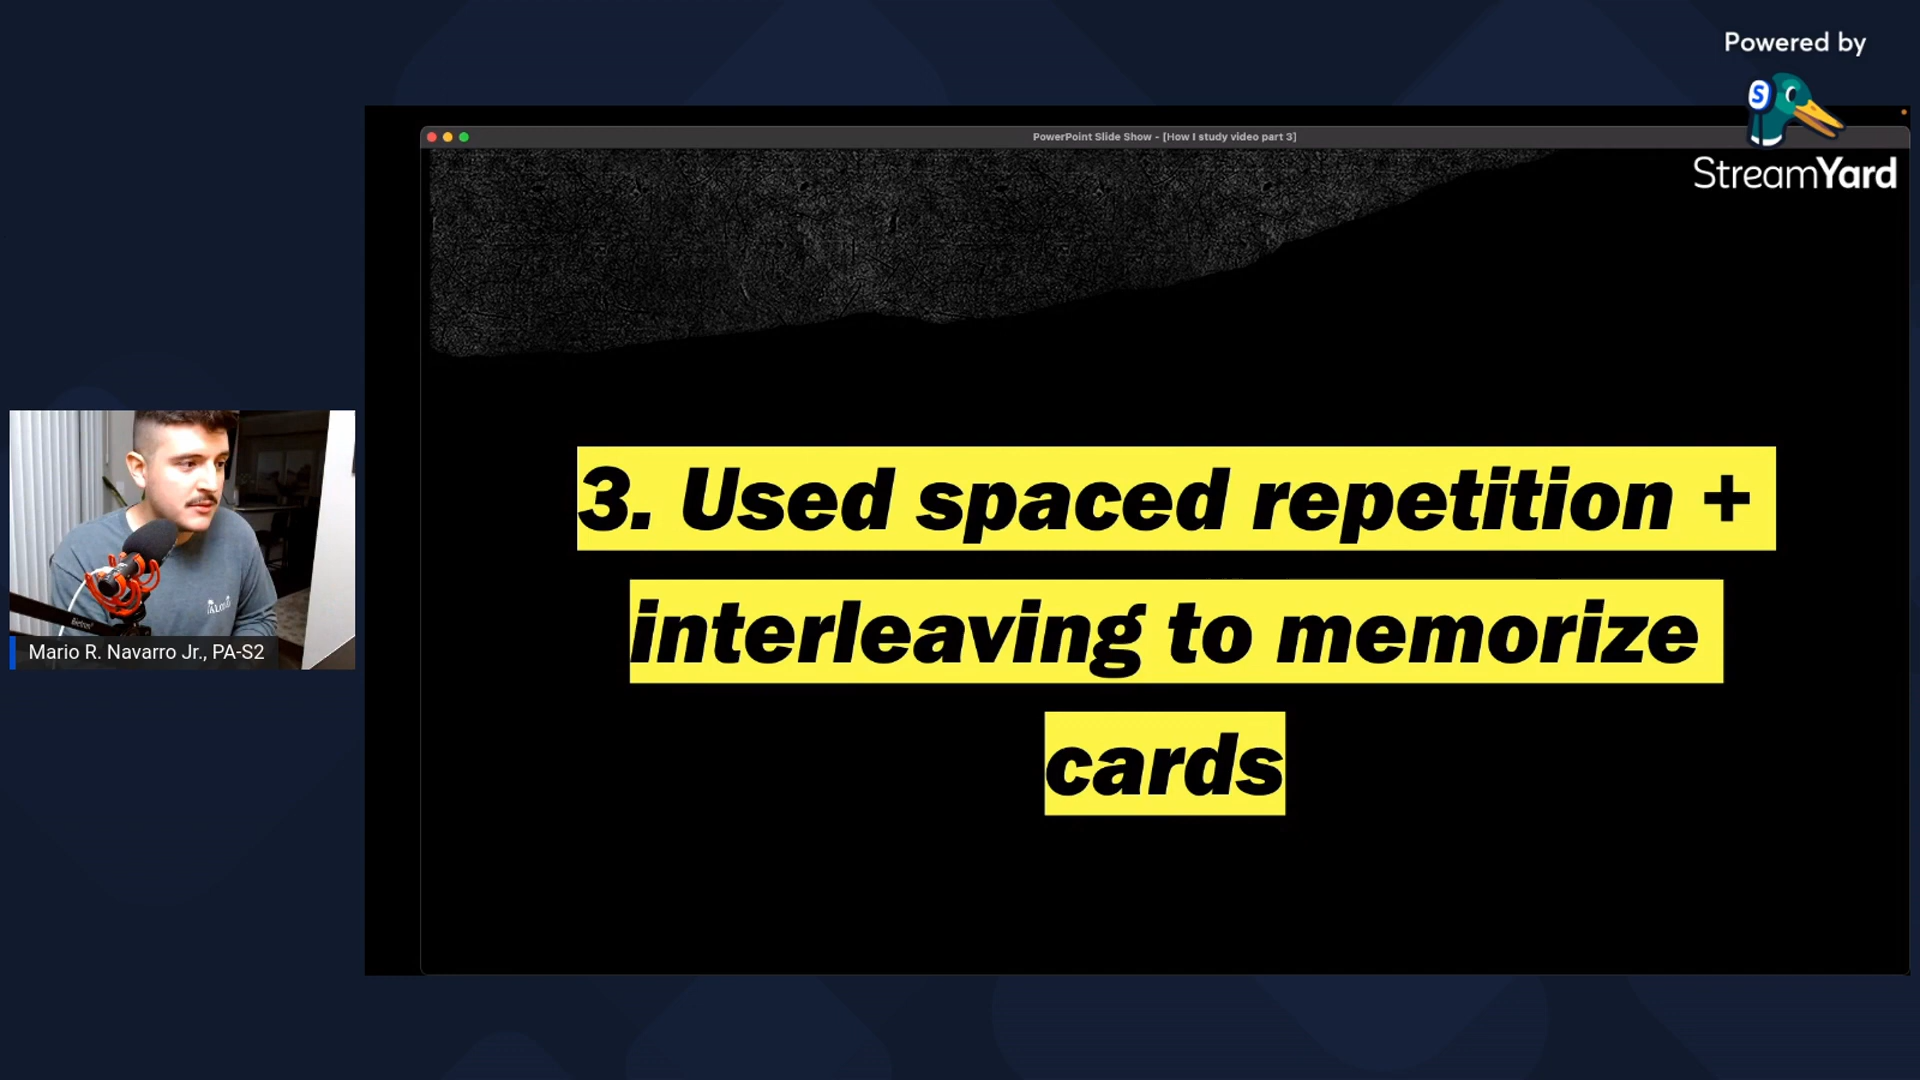 Powered by
S
StreamYard
PowerPoint Slide Show - [How I study video part 3]
3. Used spaced repetition +
interleaving to memorize
cards
Mario R. Navarro Jr., PA-S2